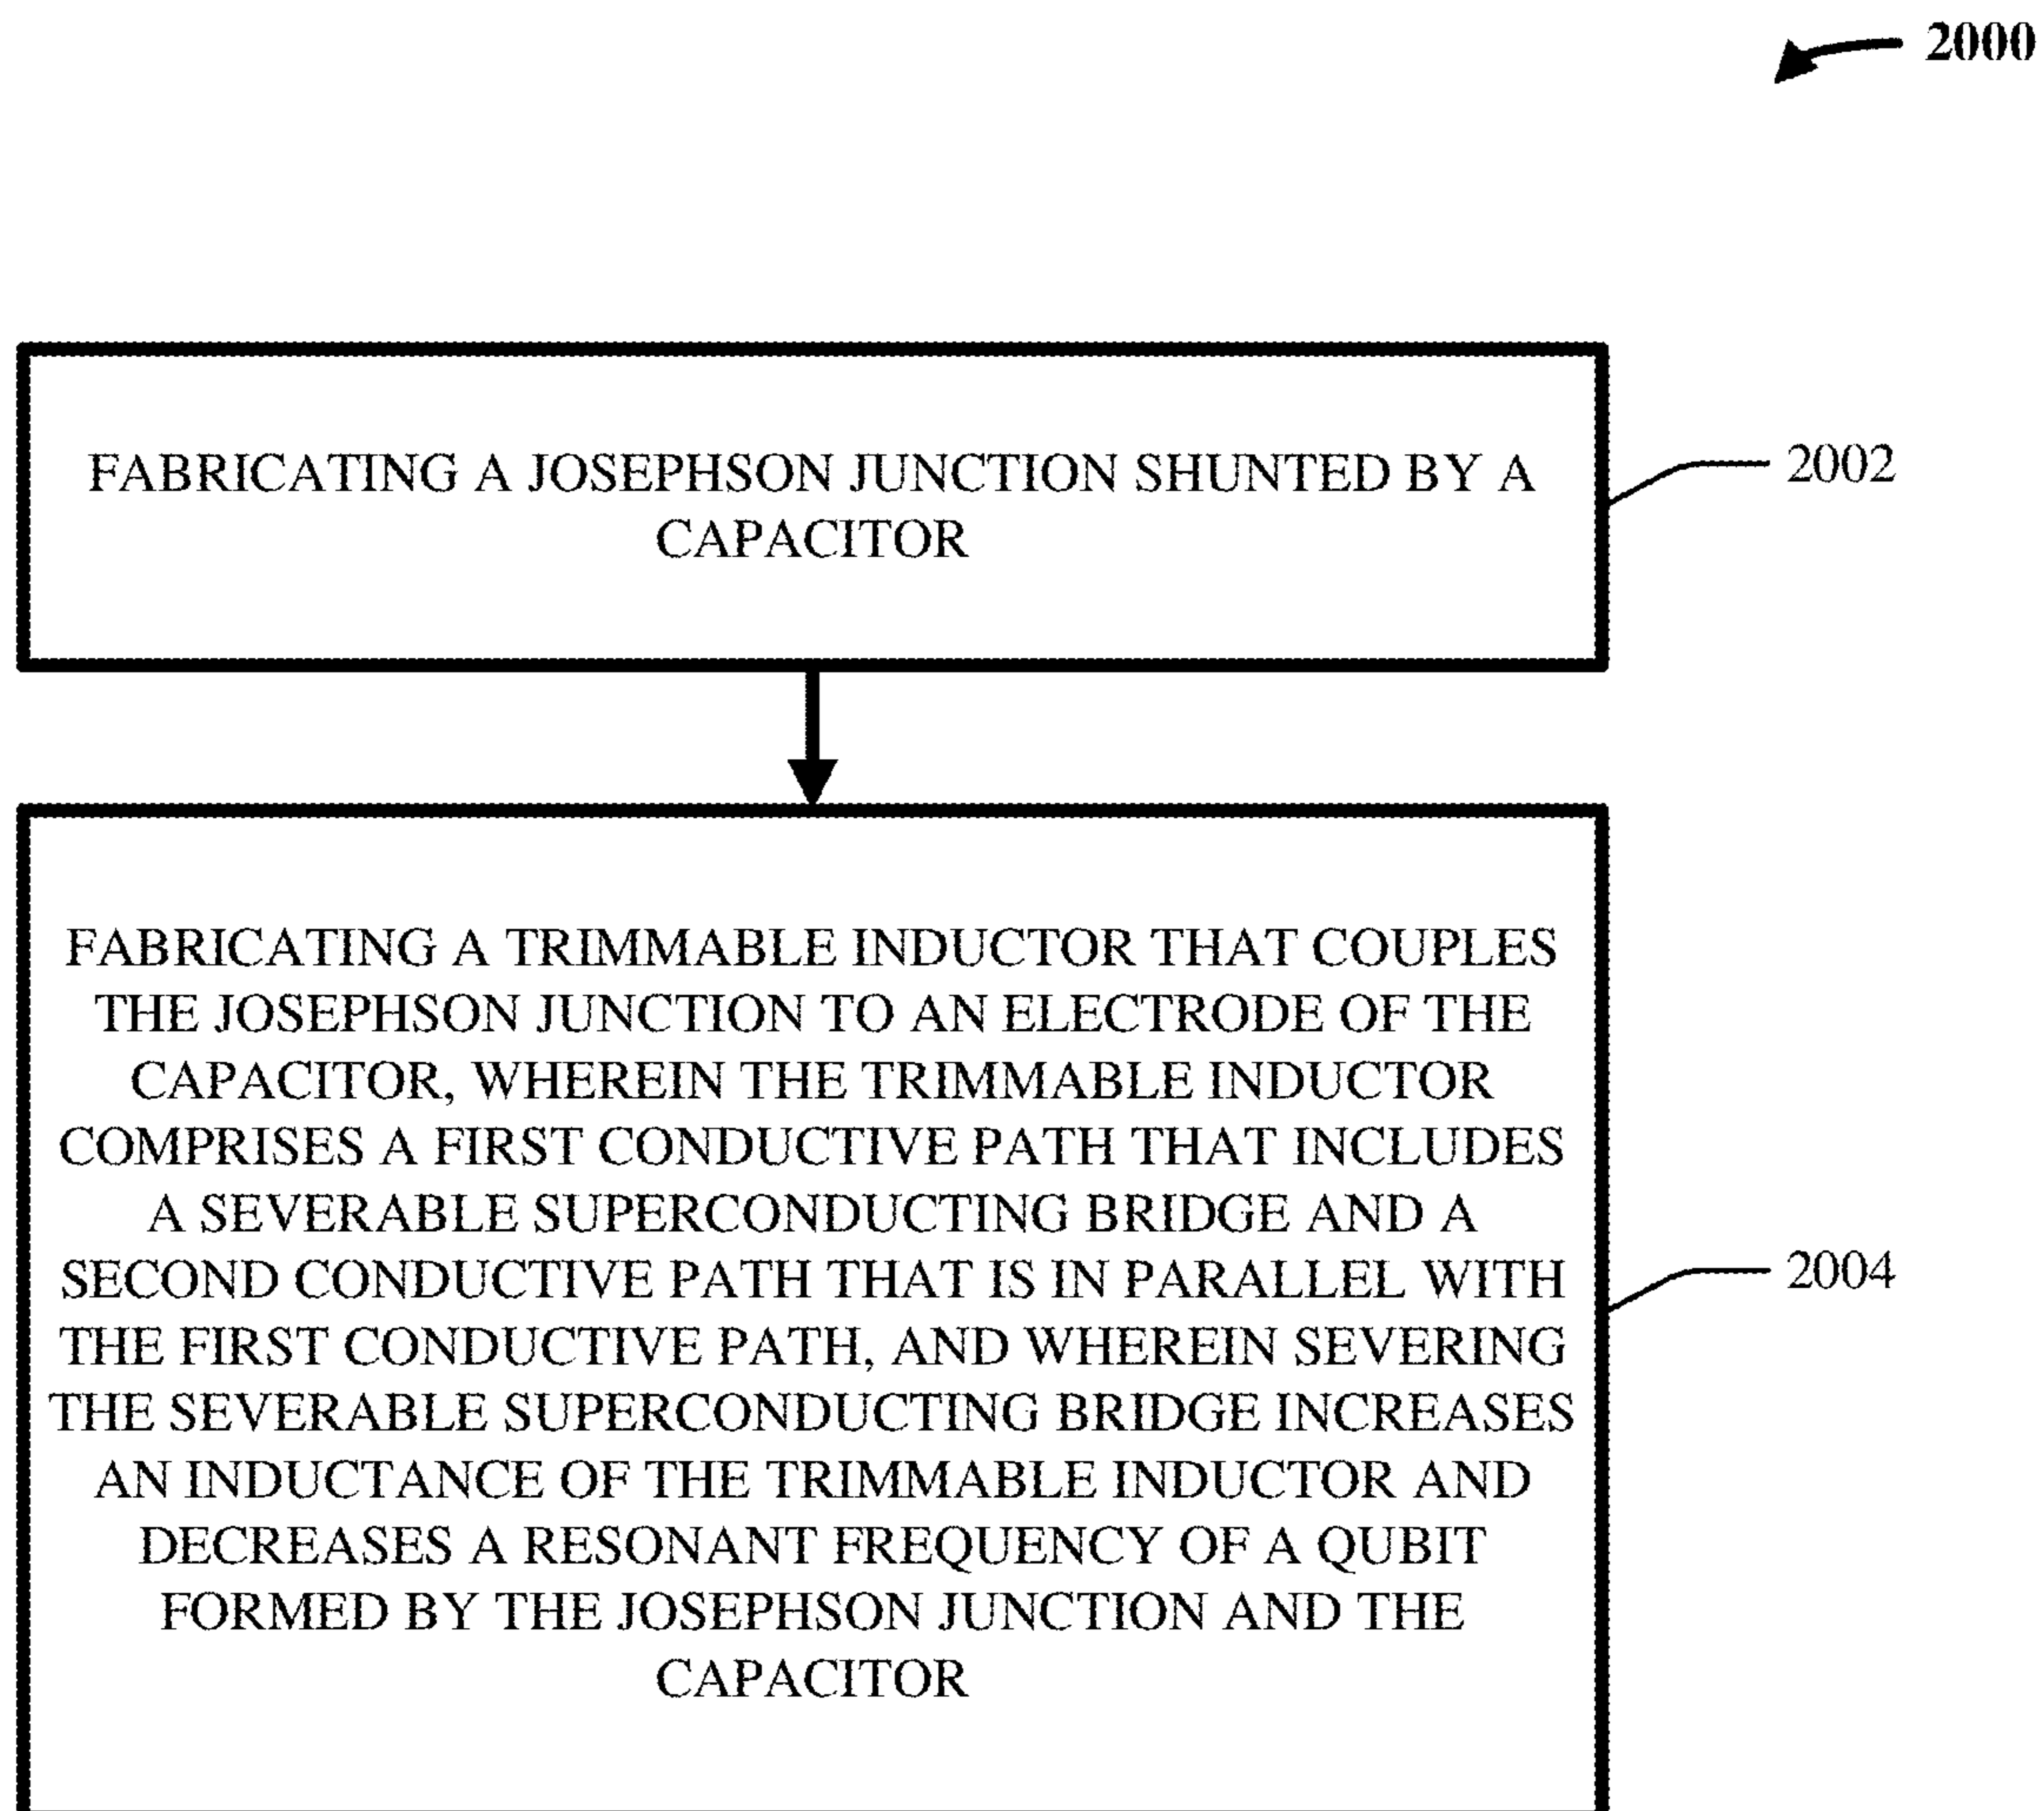 2000
FABRICATING A JOSEPHSON JUNCTION SHUNTED BY A
CAPACITOR
2002
FABRICATING A TRIMMABLE INDUCTOR THAT COUPLES
THE JOSEPHSON JUNCTION TO AN ELECTRODE OF THE
CAPACITOR, WHEREIN THE TRIMMABLE INDUCTOR
COMPRISES A FIRST CONDUCTIVE PATH THAT INCLUDES
A SEVERABLE SUPERCONDUCTING BRIDGE AND A
SECOND CONDUCTIVE PATH THAT IS IN PARALLEL WITH
THE FIRST CONDUCTIVE PATH, AND WHEREIN SEVERING
THE SEVERABLE SUPERCONDUCTING BRIDGE INCREASES
AN INDUCTANCE OF THE TRIMMABLE INDUCTOR AND
DECREASES A RESONANT FREQUENCY OF A QUBIT
FORMED BY THE JOSEPHSON JUNCTION AND THE
CAPACITOR
2004